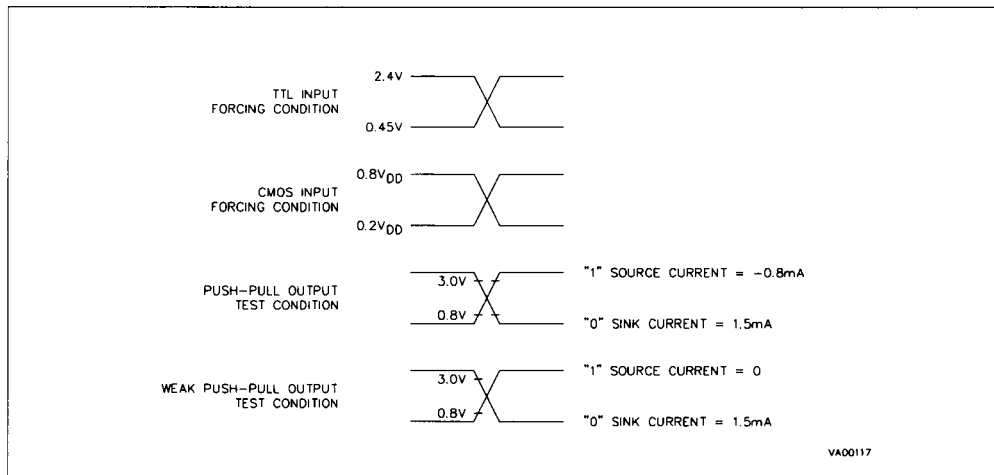 2.4V
TTL INPUT
FORCING CONDITION
0.45V
0.8VDD
CMOS INPUT
FORCING CONDITION
0.2VDD
PUSH-PULL OUTPUT
TEST CONDITION
3.0V
0.8V
"1" SOURCE CURRENT = -0.8mA
"0" SINK CURRENT = 1.5mA
WEAK PUSH-PULL OUTPUT
TEST CONDITION
3.0V
0.8V
"1" SOURCE CURRENT = 0
"0" SINK CURRENT = 1.5mA
VA00117